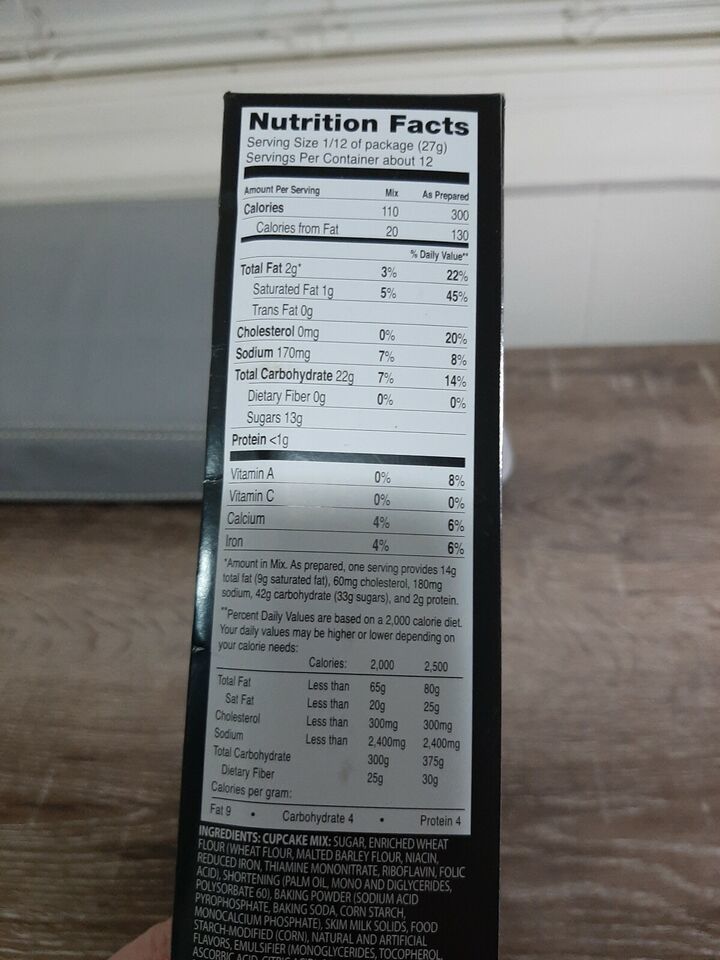 Nutrition Facts
Serving Size 1/12 of package (27g)
Servings Per Container about 12
Amount Per Serving Mix As Prepared
Calories 110 300
Calories from Fat 20 130
% Daily Value**
Total Fat 2g* 3% 22%
Saturated Fat 1g 5% 45%
Trans Fat 0g
Cholesterol 0mg 0% 20%
Sodium 170mg 7% 8%
Total Carbohydrate 22g 7% 14%
Dietary Fiber 0g 0% 0%
Sugars 13g
Protein <1g
Vitamin A 0% 8%
Vitamin C 0% 0%
Calcium 4% 6%
Iron 4% 6%
*Amount in Mix. As prepared, one serving provides 14g
total fat (9g saturated fat), 60mg cholesterol, 180mg
sodium, 42g carbohydrate (33g sugars), and 2g protein.
**Percent Daily Values are based on a 2,000 calorie diet.
Your daily values may be higher or lower depending on
your calorie needs:
Calories: 2,000 2,500
Total Fat Less than 65g 80g
Sat Fat Less than 20g 25g
Cholesterol Less than 300mg 300mg
Sodium Less than 2,400mg 2,400mg
Total Carbohydrate 300g 375g
Dietary Fiber 25g 30g
Calories per gram:
Fat 9 • Carbohydrate 4 • Protein 4
INGREDIENTS: CUPCAKE MIX: SUGAR, ENRICHED WHEAT
FLOUR (WHEAT FLOUR, MALTED BARLEY FLOUR, NIACIN,
REDUCED IRON, THIAMINE MONONITRATE, RIBOFLAVIN, FOLIC
ACID), SHORTENING (PALM OIL, MONO AND DIGLYCERIDES,
POLYSORBATE 60), BAKING POWDER (SODIUM ACID
PYROPHOSPHATE, BAKING SODA, CORN STARCH,
MONOCALCIUM PHOSPHATE), SKIM MILK SOLIDS, FOOD
STARCH-MODIFIED (CORN), NATURAL AND ARTIFICIAL
FLAVORS, EMULSIFIER (MONOGLYCERIDES, TOCOPHEROL,
ASCORBIC ACID,